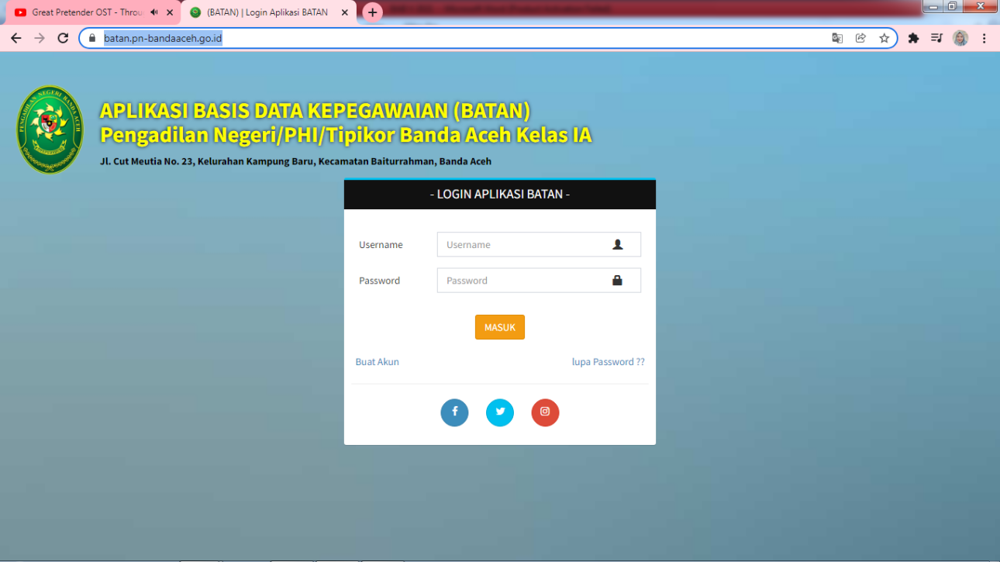 Great Pretender OST - Throu
(BATAN) | Login Aplikasi BATAN
batan.pn-bandaaceh.go.id
PENGADILAN NEGERI BANDA ACEH
APLIKASI BASIS DATA KEPEGAWAIAN (BATAN)
Pengadilan Negeri/PHI/Tipikor Banda Aceh Kelas IA
Jl. Cut Meutia No. 23, Kelurahan Kampung Baru, Kecamatan Baiturrahman, Banda Aceh
- LOGIN APLIKASI BATAN -
Username Username
Password Password
MASUK
Buat Akun lupa Password ??